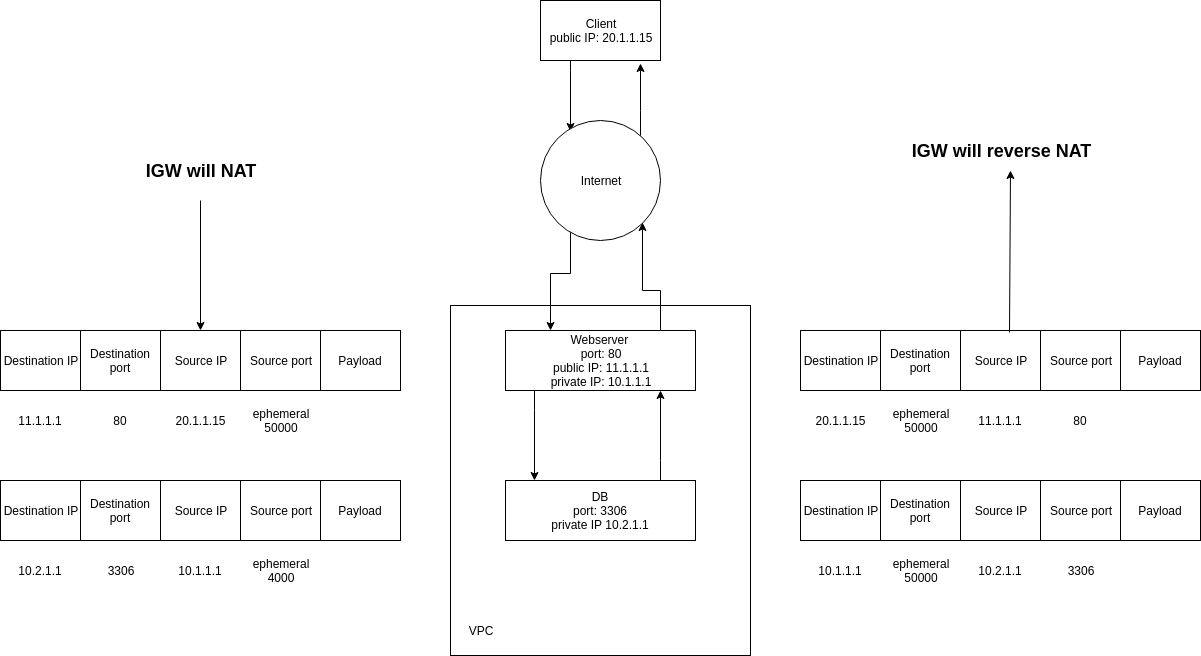 Client
public IP: 20.1.1.15
IGW will NAT
Internet
IGW will reverse NAT
Destination IP
Destination
port
Source IP
Source port
Payload
11.1.1.1
80
20.1.1.15
ephemeral
50000
Destination IP
Destination
port
Source IP
Source port
Payload
10.2.1.1
3306
10.1.1.1
ephemeral
4000
Webserver
port: 80
public IP: 11.1.1.1
private IP: 10.1.1.1
DB
port: 3306
private IP 10.2.1.1
VPC
Destination IP
Destination
port
Source IP
Source port
Payload
20.1.1.15
ephemeral
50000
11.1.1.1
80
Destination IP
Destination
port
Source IP
Source port
Payload
10.1.1.1
ephemeral
50000
10.2.1.1
3306